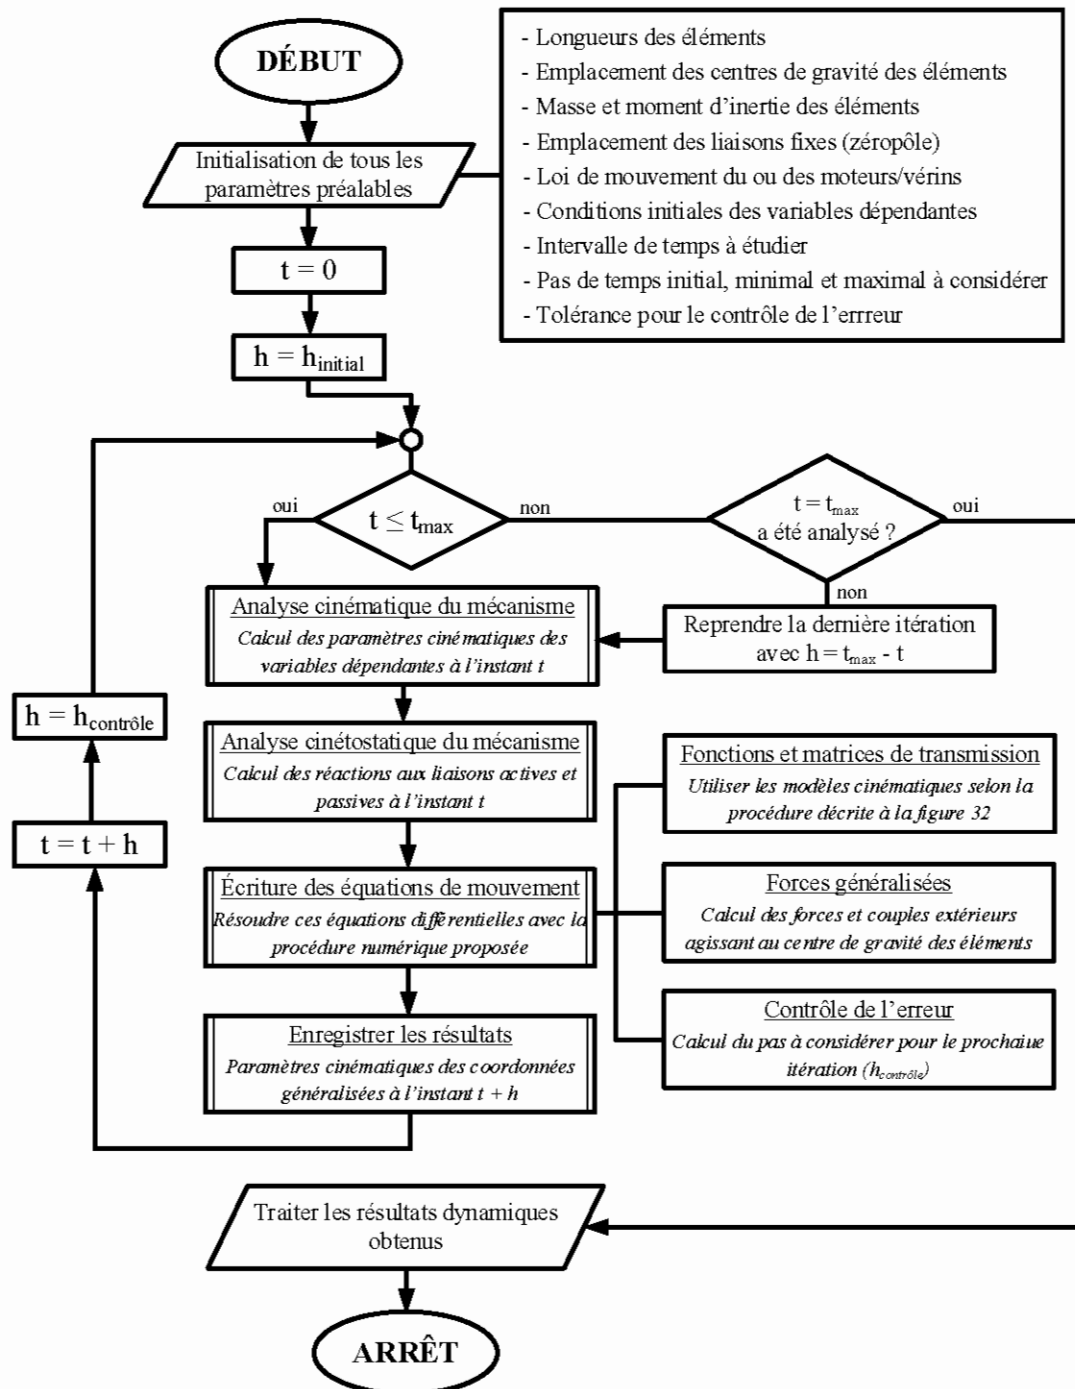 DÉBUT
Initialisation de tous les
paramètres préalables
- Longueurs des éléments
- Emplacement des centres de gravité des éléments
- Masse et moment d'inertie des éléments
- Emplacement des liaisons fixes (zéropôle)
- Loi de mouvement du ou des moteurs/vérins
- Conditions initiales des variables dépendantes
- Intervalle de temps à étudier
- Pas de temps initial, minimal et maximal à considérer
- Tolérance pour le contrôle de l'errreur
t = 0
h = hinitial
oui
t ≤ tmax
non
t = tmax
a été analysé ?
oui
non
Reprendre la dernière itération
avec h = tmax - t
Analyse cinématique du mécanisme
Calcul des paramètres cinématiques des
variables dépendantes à l'instant t
Analyse cinétostatique du mécanisme
Calcul des réactions aux liaisons actives et
passives à l'instant t
Écriture des équations de mouvement
Résoudre ces équations différentielles avec la
procédure numérique proposée
Enregistrer les résultats
Paramètres cinématiques des coordonnées
généralisées à l'instant t + h
h = hcontrôle
t = t + h
Fonctions et matrices de transmission
Utiliser les modèles cinématiques selon la
procédure décrite à la figure 32
Forces généralisées
Calcul des forces et couples extérieurs
agissant au centre de gravité des éléments
Contrôle de l'erreur
Calcul du pas à considérer pour le prochaiue
itération (hcontrôle)
Traiter les résultats dynamiques
obtenus
ARRÊT